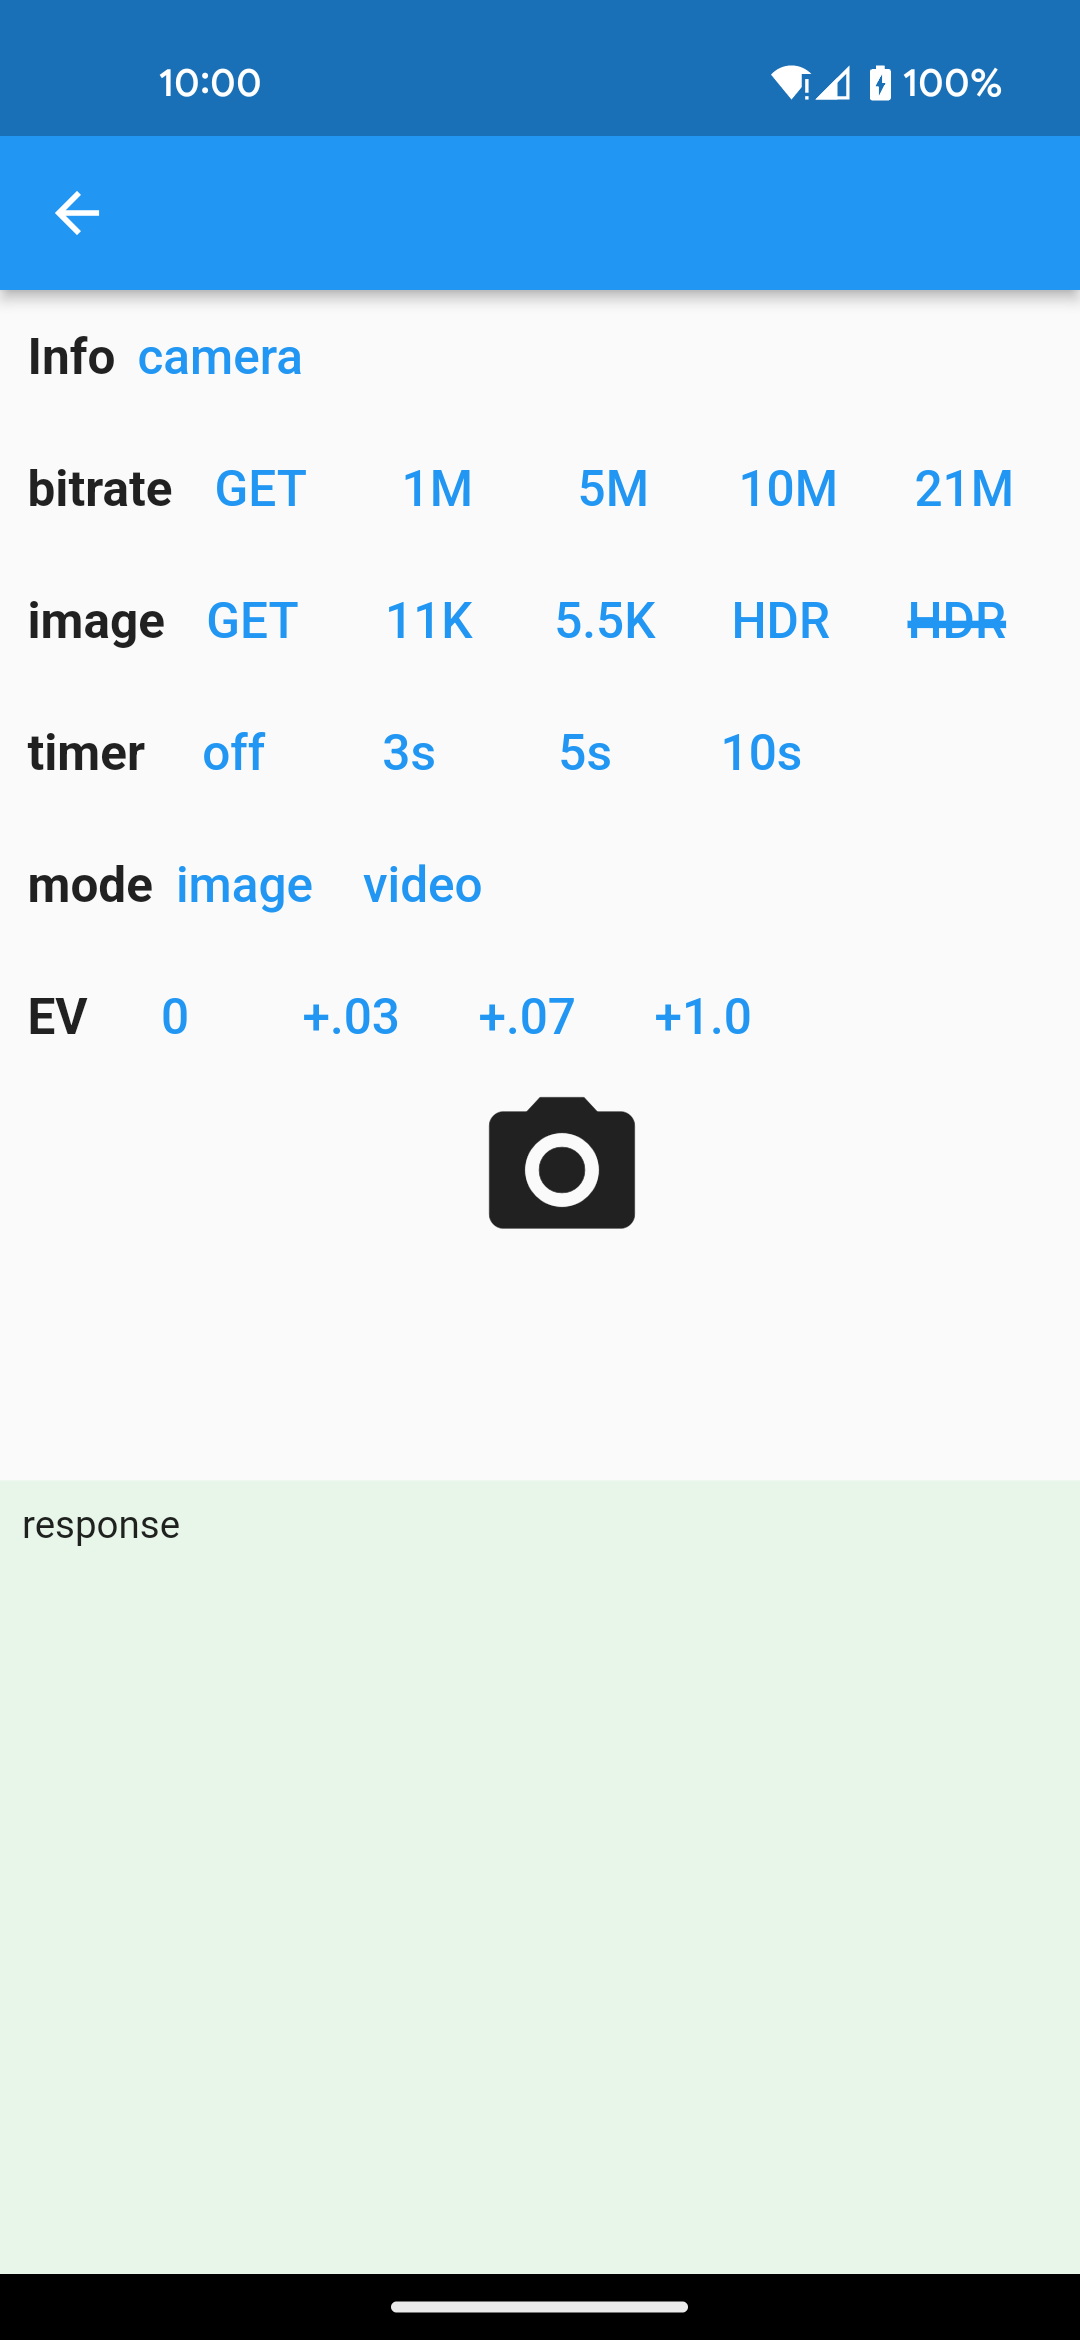 10:00 100%
Info camera
bitrate GET 1M 5M 10M 21M
image GET 11K 5.5K HDR HDR
timer off 3s 5s 10s
mode image video
EV 0 +.03 +.07 +1.0
response